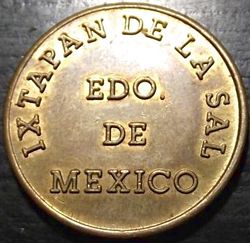 IXTAPAN DE LA SAL
EDO.
DE
MEXICO